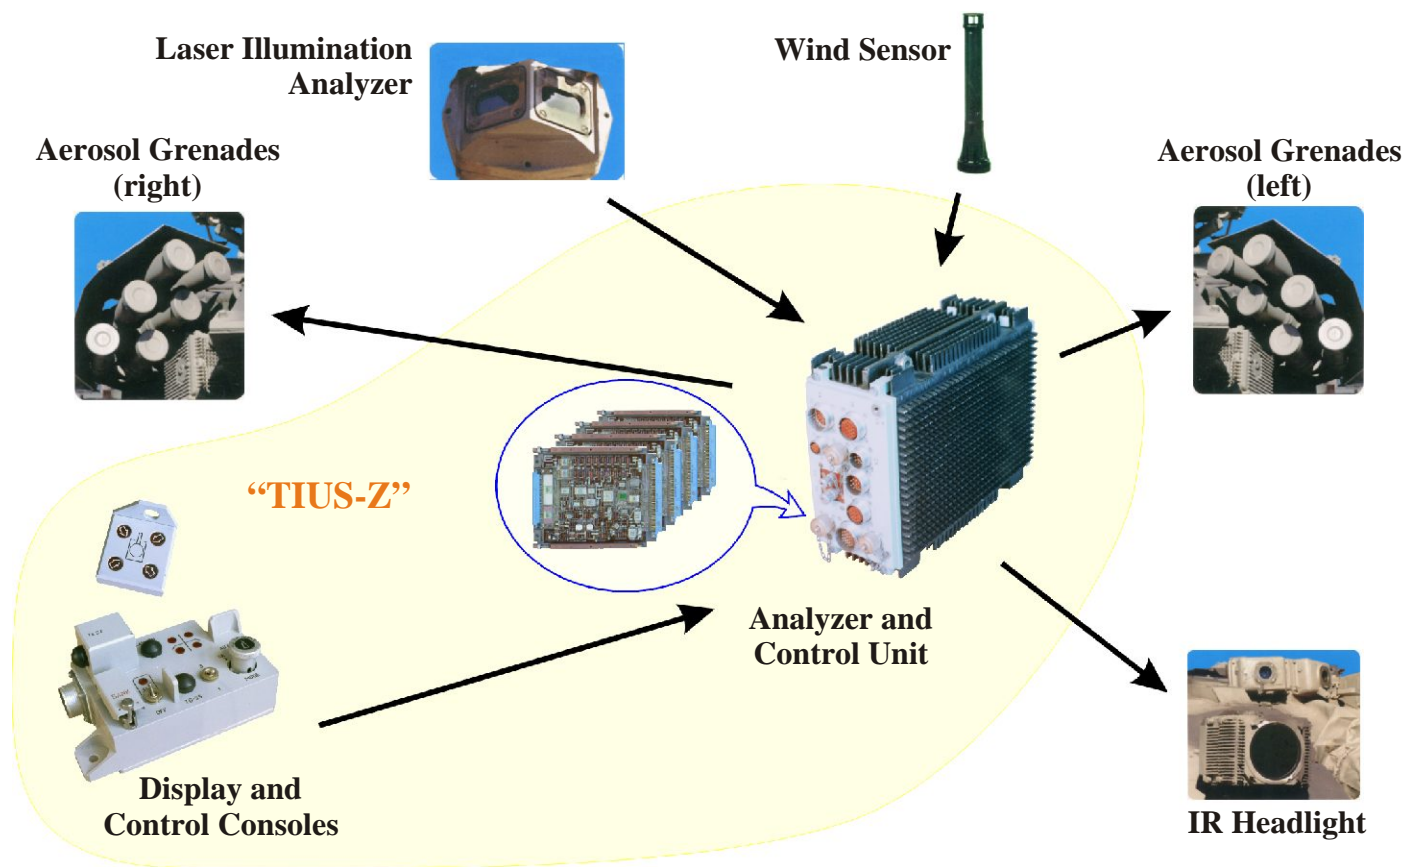 Laser Illumination
Analyzer
Wind Sensor
Aerosol Grenades
(right)
Aerosol Grenades
(left)
“TIUS-Z”
Analyzer and
Control Unit
OFF
Display and
Control Consoles
IR Headlight